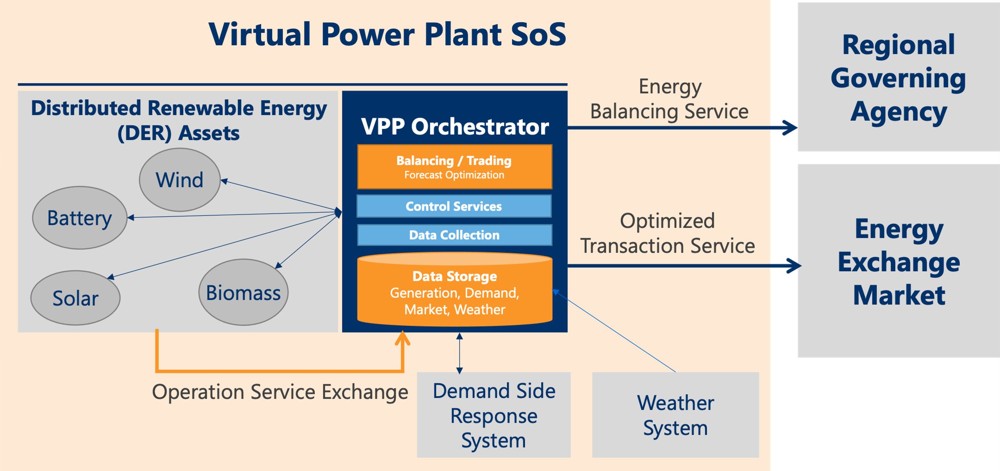 Virtual Power Plant SoS
Distributed Renewable Energy
(DER) Assets
Wind
Battery
Solar
Biomass
VPP Orchestrator
Balancing / Trading
Forecast Optimization
Control Services
Data Collection
Data Storage
Generation, Demand,
Market, Weather
Operation Service Exchange
Demand Side
Response
System
Weather
System
Energy
Balancing Service
Optimized
Transaction Service
Regional
Governing
Agency
Energy
Exchange
Market